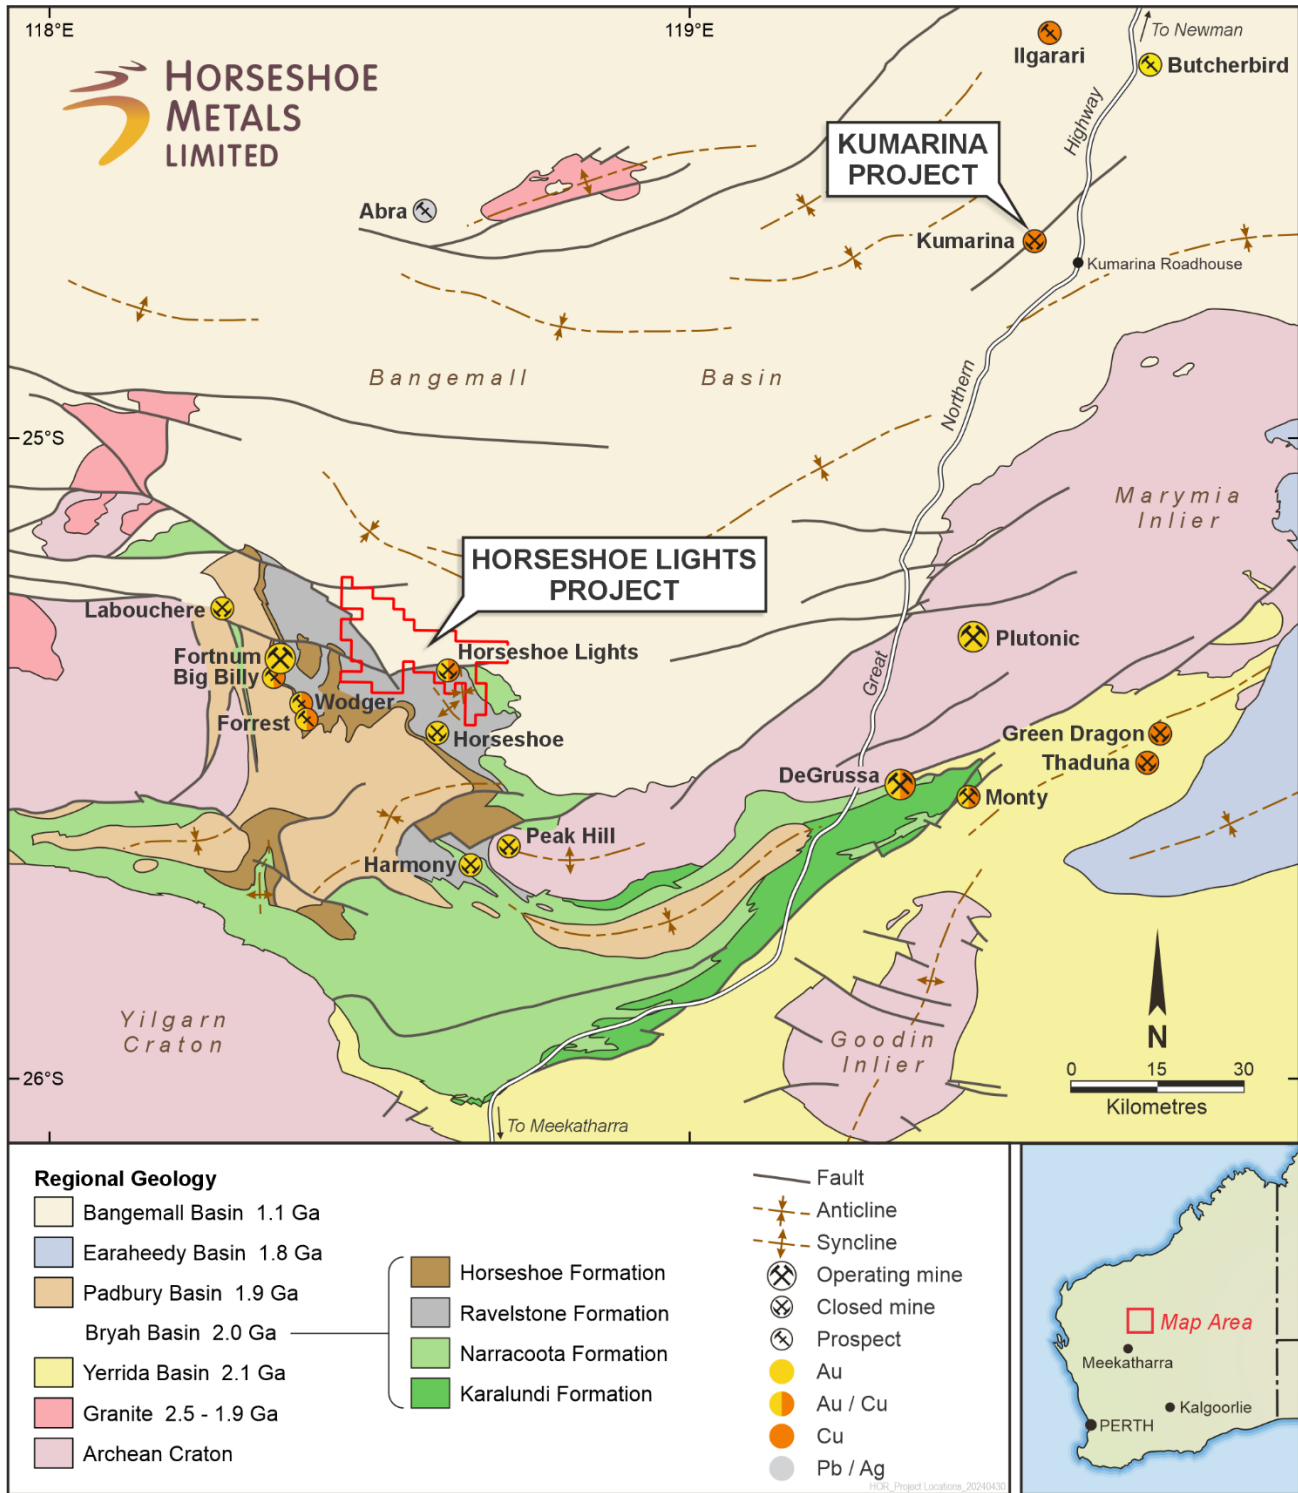 118°E
119°E
To Newman
HORSESHOE
METALS
LIMITED
Ilgarari
Butcherbird
Highway
KUMARINA
PROJECT
Abra
Kumarina
Kumarina Roadhouse
Bangemall Basin
Northern
25°S
Marymia
Inlier
HORSESHOE LIGHTS
PROJECT
Labouchere
Plutonic
Fortnum
Horseshoe Lights
Big Billy
Great
Wodger
Forrest
Horseshoe
Green Dragon
Thaduna
DeGrussa
Monty
Peak Hill
Harmony
Yilgarn
Craton
Goodin
Inlier
N
26°S
0 15 30
Kilometres
To Meekatharra
Regional Geology
Bangemall Basin 1.1 Ga
Earaheedy Basin 1.8 Ga
Padbury Basin 1.9 Ga
Bryah Basin 2.0 Ga
Yerrida Basin 2.1 Ga
Granite 2.5 - 1.9 Ga
Archean Craton
Horseshoe Formation
Ravelstone Formation
Narracoota Formation
Karalundi Formation
Fault
Anticline
Syncline
Operating mine
Closed mine
Prospect
Au
Au / Cu
Cu
Pb / Ag
HOR_Project Locations_20240430
Map Area
Meekatharra
Kalgoorlie
PERTH